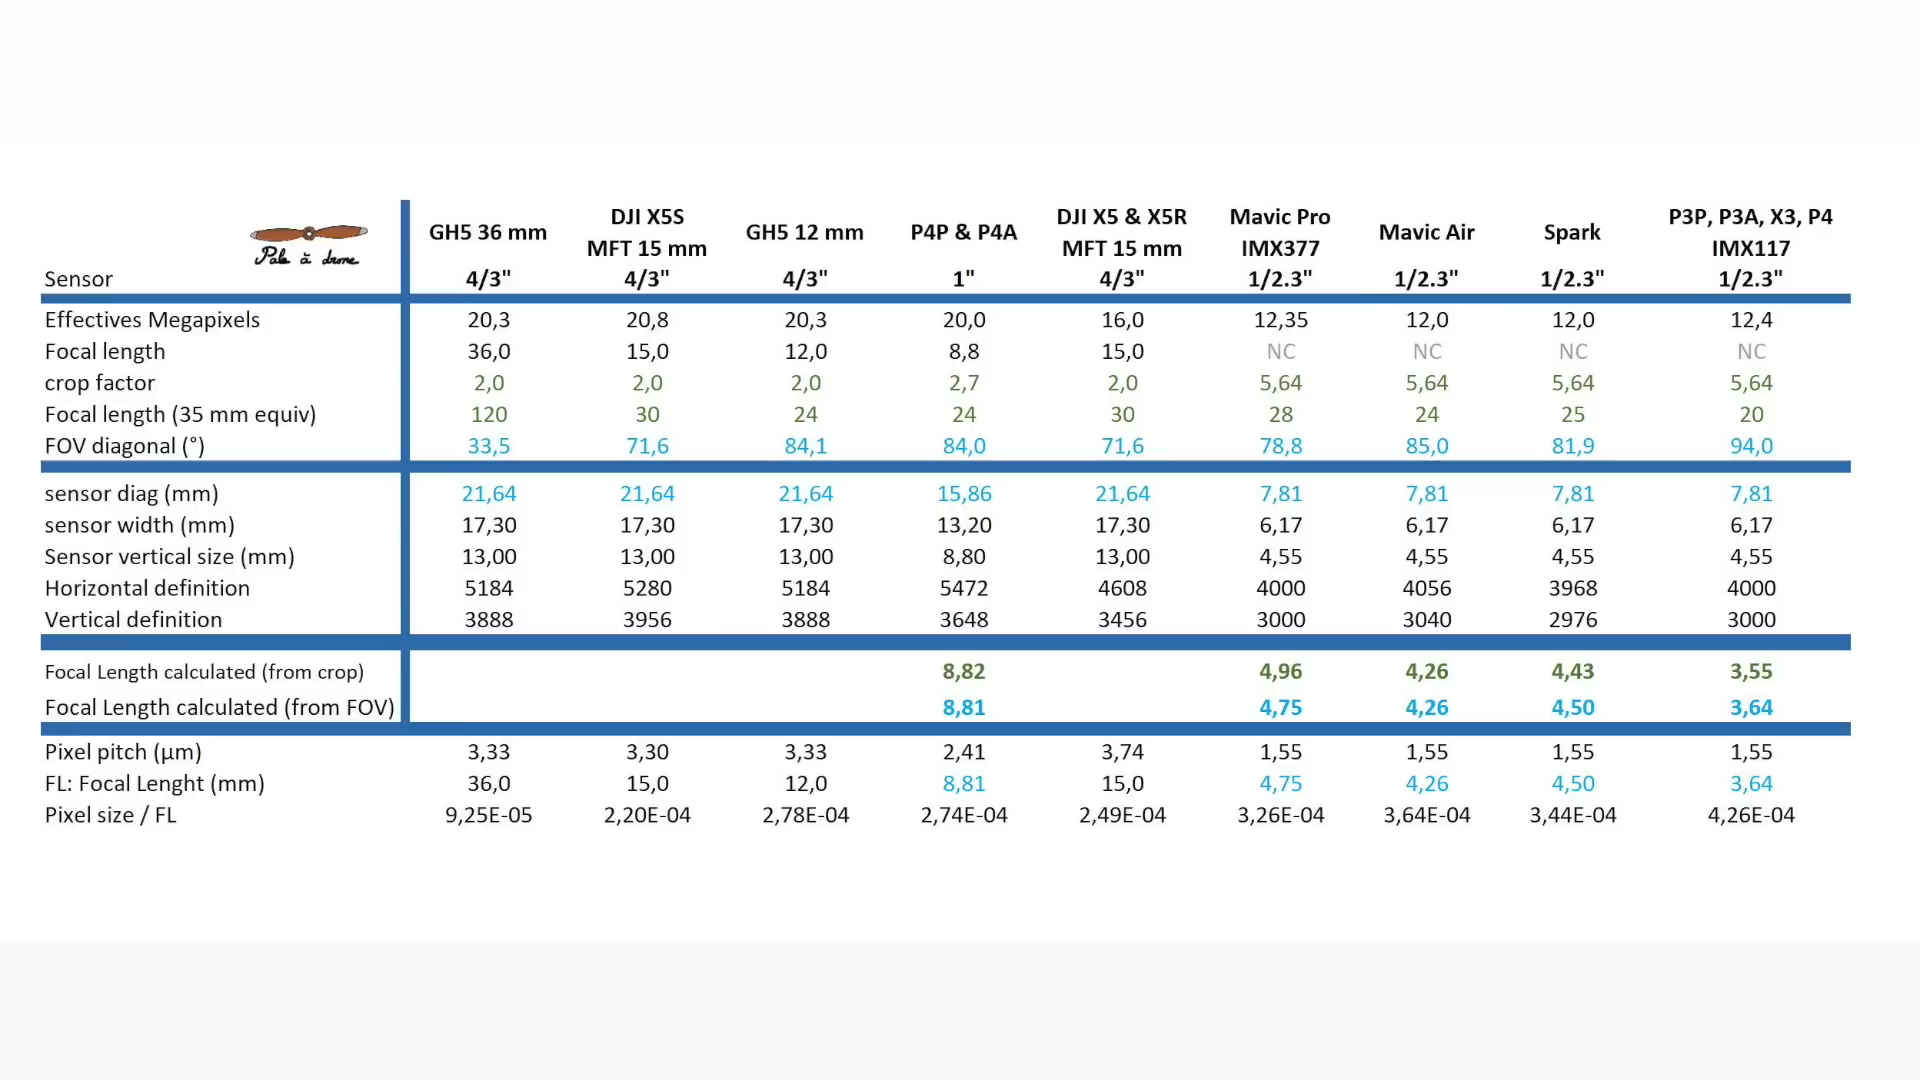 GH5 36 mm DJI X5S MFT 15 mm GH5 12 mm P4P & P4A DJI X5 & X5R MFT 15 mm Mavic Pro IMX377 Mavic Air Spark P3P, P3A, X3, P4 IMX117
Pale à drone
Sensor 4/3" 4/3" 4/3" 1" 4/3" 1/2.3" 1/2.3" 1/2.3" 1/2.3"
Effectives Megapixels 20,3 20,8 20,3 20,0 16,0 12,35 12,0 12,0 12,4
Focal length 36,0 15,0 12,0 8,8 15,0 NC NC NC NC
crop factor 2,0 2,0 2,0 2,7 2,0 5,64 5,64 5,64 5,64
Focal length (35 mm equiv) 120 30 24 24 30 28 24 25 20
FOV diagonal (°) 33,5 71,6 84,1 84,0 71,6 78,8 85,0 81,9 94,0
sensor diag (mm) 21,64 21,64 21,64 15,86 21,64 7,81 7,81 7,81 7,81
sensor width (mm) 17,30 17,30 17,30 13,20 17,30 6,17 6,17 6,17 6,17
Sensor vertical size (mm) 13,00 13,00 13,00 8,80 13,00 4,55 4,55 4,55 4,55
Horizontal definition 5184 5280 5184 5472 4608 4000 4056 3968 4000
Vertical definition 3888 3956 3888 3648 3456 3000 3040 2976 3000
Focal Length calculated (from crop) 8,82 4,96 4,26 4,43 3,55
Focal Length calculated (from FOV) 8,81 4,75 4,26 4,50 3,64
Pixel pitch (µm) 3,33 3,30 3,33 2,41 3,74 1,55 1,55 1,55 1,55
FL: Focal Lenght (mm) 36,0 15,0 12,0 8,81 15,0 4,75 4,26 4,50 3,64
Pixel size / FL 9,25E-05 2,20E-04 2,78E-04 2,74E-04 2,49E-04 3,26E-04 3,64E-04 3,44E-04 4,26E-04